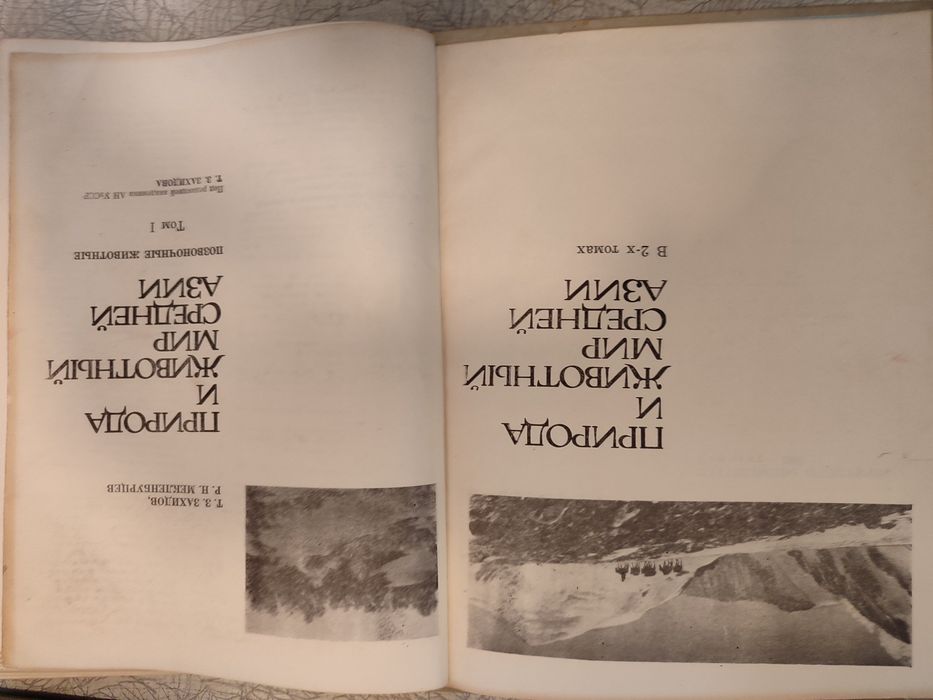 ПРИРОДА
И
ЖИВОТНЫЙ
МИР
СРЕДНЕЙ
АЗИИ
В 2-х томах
Т. З. ЗАХИДОВ,
Р. Н. МЕКЛЕНБУРЦЕВ
ПРИРОДА
И
ЖИВОТНЫЙ
МИР
СРЕДНЕЙ
АЗИИ
ПОЗВОНОЧНЫЕ ЖИВОТНЫЕ
Том I
Под редакцией академика АН УзССР
Т. З. ЗАХИДОВА